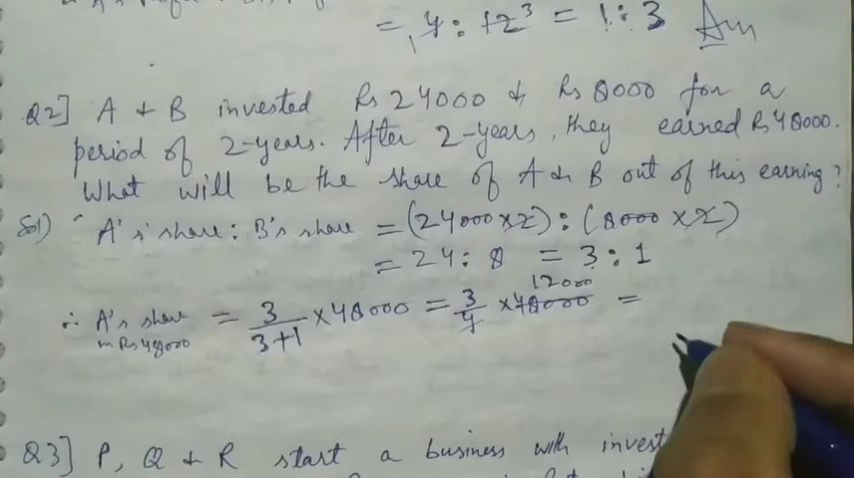 = 4 : 12 3 = 1 : 3 Ans
1
Q2] A & B invested Rs 24000 & Rs 8000 for a
period of 2-years. After 2-years, they earned Rs 48000.
What will be the share of A & B out of this earning?
Sol) A's share : B's share = (24000 x 2) : (8000 x 2)
= 24 : 8 = 3 : 1
12000
∴ A's share = 3/3+1 x 48000 = 3/4 x 48000 =
in Rs 48000
Q3] P, Q & R start a business with invest